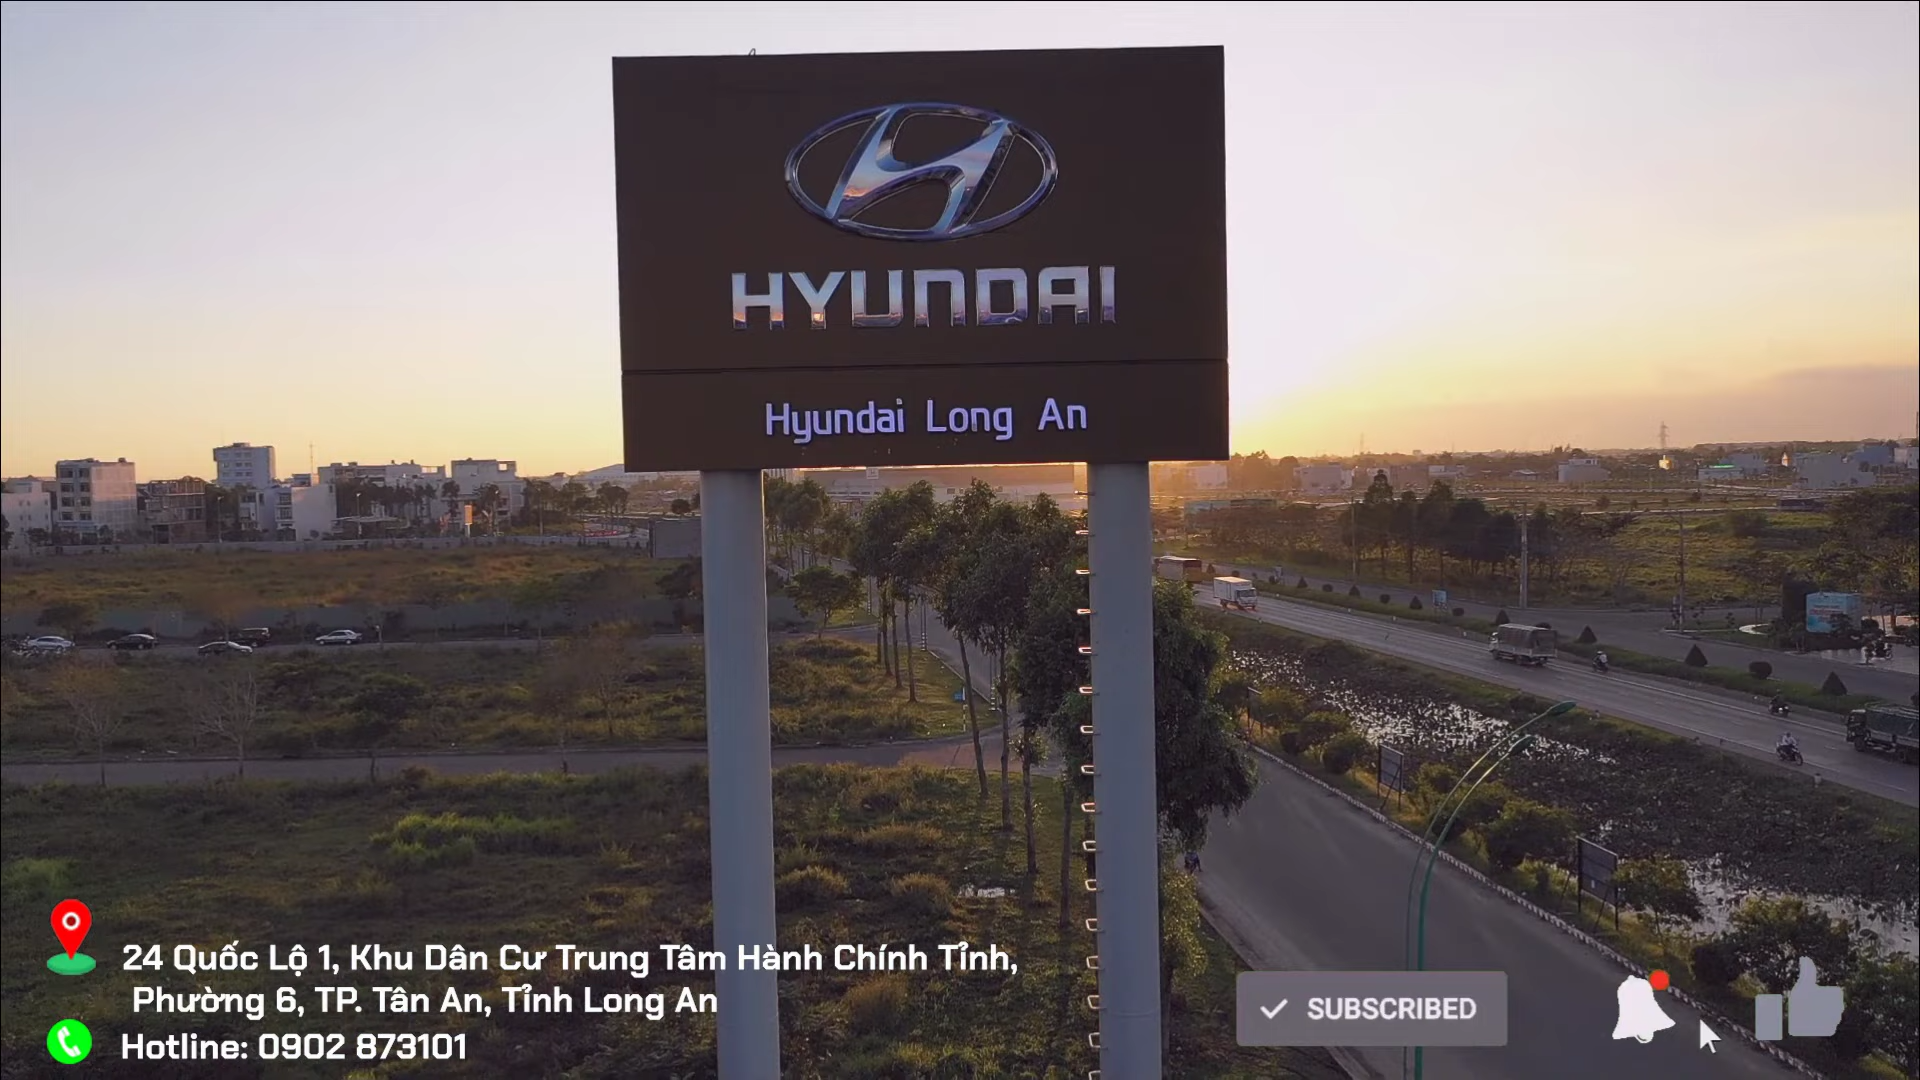 HYUNDAI
Hyundai Long An
24 Quốc Lộ 1, Khu Dân Cư Trung Tâm Hành Chính Tỉnh,
Phường 6, TP. Tân An, Tỉnh Long An
Hotline: 0902 873101
SUBSCRIBED